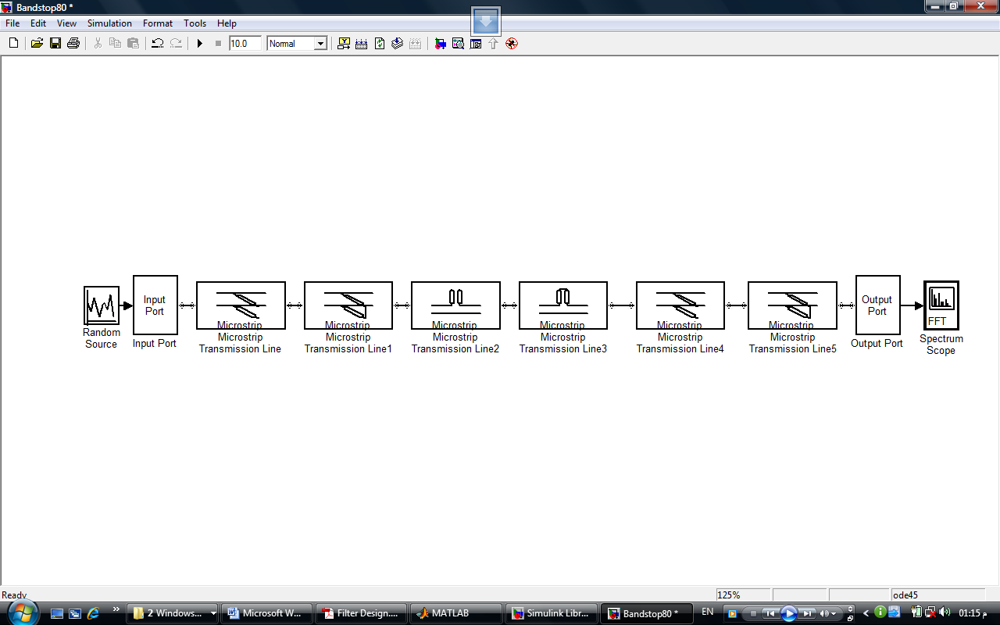 Bandstop80 *
File Edit View Simulation Format Tools Help
10.0 Normal
Input
Port
Output
Port
FFT
Microstrip Microstrip Microstrip Microstrip Microstrip Microstrip
Random
Source
Input Port
Microstrip
Transmission Line
Microstrip
Transmission Line1
Microstrip
Transmission Line2
Microstrip
Transmission Line3
Microstrip
Transmission Line4
Microstrip
Transmission Line5
Output Port
Spectrum
Scope
Ready 125% ode45
2 Windows... Microsoft W... Filter Design.... MATLAB Simulink Libr... Bandstop80 * EN 01:15 م